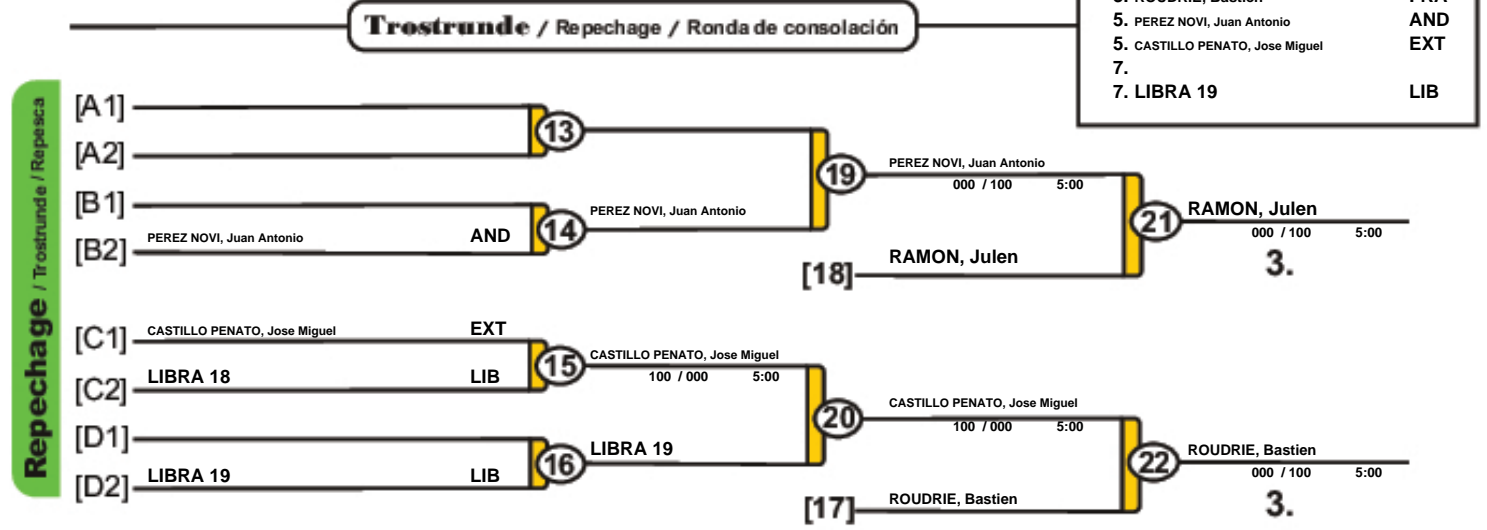 3. ROUDRIE, Bastien FRA
Trostrunde / Repechage / Ronda de consolación
5. PEREZ NOVI, Juan Antonio AND
5. CASTILLO PENATO, Jose Miguel EXT
7.
7. LIBRA 19 LIB
Repechage / Trostrunde / Repesca
[A1]
13
[A2]
19
PEREZ NOVI, Juan Antonio
000 / 100 5:00
[B1]
14
PEREZ NOVI, Juan Antonio
[B2] PEREZ NOVI, Juan Antonio AND
21
RAMON, Julen
000 / 100 5:00
3.
[18] RAMON, Julen
[C1] CASTILLO PENATO, Jose Miguel EXT
15
CASTILLO PENATO, Jose Miguel
100 / 000 5:00
[C2] LIBRA 18 LIB
20
CASTILLO PENATO, Jose Miguel
100 / 000 5:00
[D1]
16
LIBRA 19
[D2] LIBRA 19 LIB
22
ROUDRIE, Bastien
000 / 100 5:00
3.
[17] ROUDRIE, Bastien